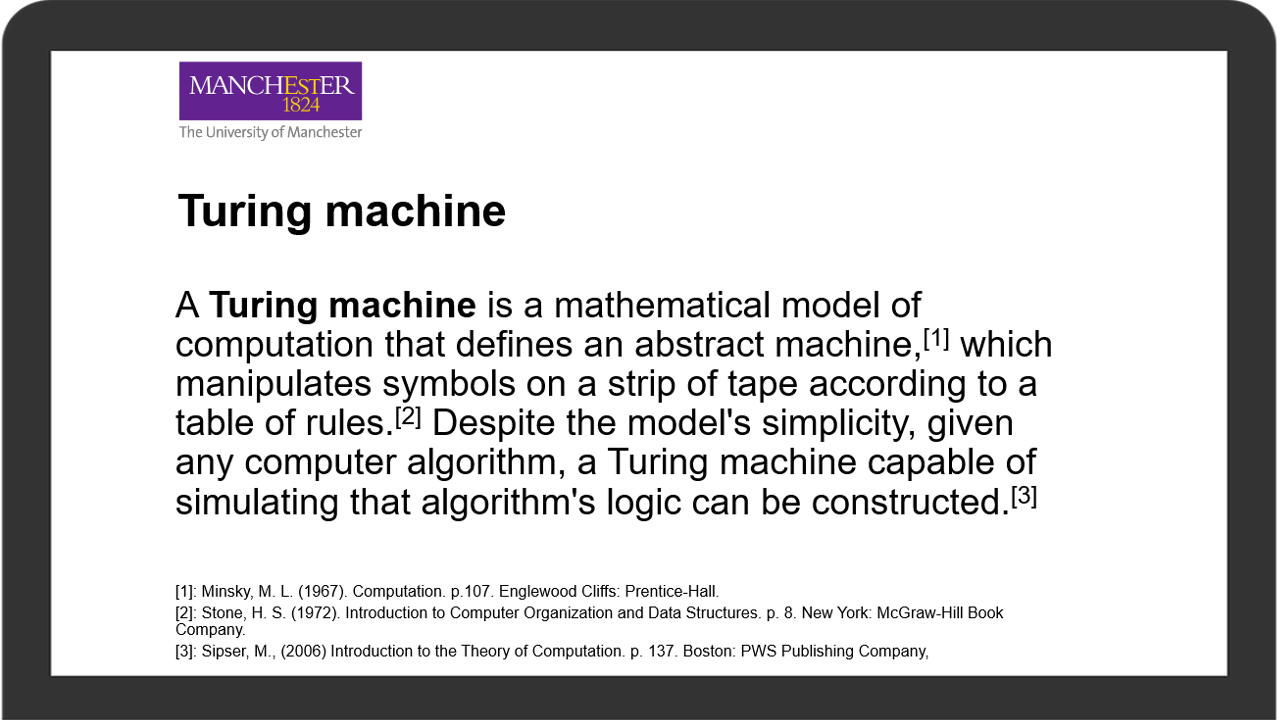 MANCHEsTER
1824
The University of Manchester
Turing machine
A Turing machine is a mathematical model of
computation that defines an abstract machine,[1] which
manipulates symbols on a strip of tape according to a
table of rules.[2] Despite the model's simplicity, given
any computer algorithm, a Turing machine capable of
simulating that algorithm's logic can be constructed.[3]
[1]: Minsky, M. L. (1967). Computation. p.107. Englewood Cliffs: Prentice-Hall.
[2]: Stone, H. S. (1972). Introduction to Computer Organization and Data Structures. p. 8. New York: McGraw-Hill Book
Company.
[3]: Sipser, M., (2006) Introduction to the Theory of Computation. p. 137. Boston: PWS Publishing Company,